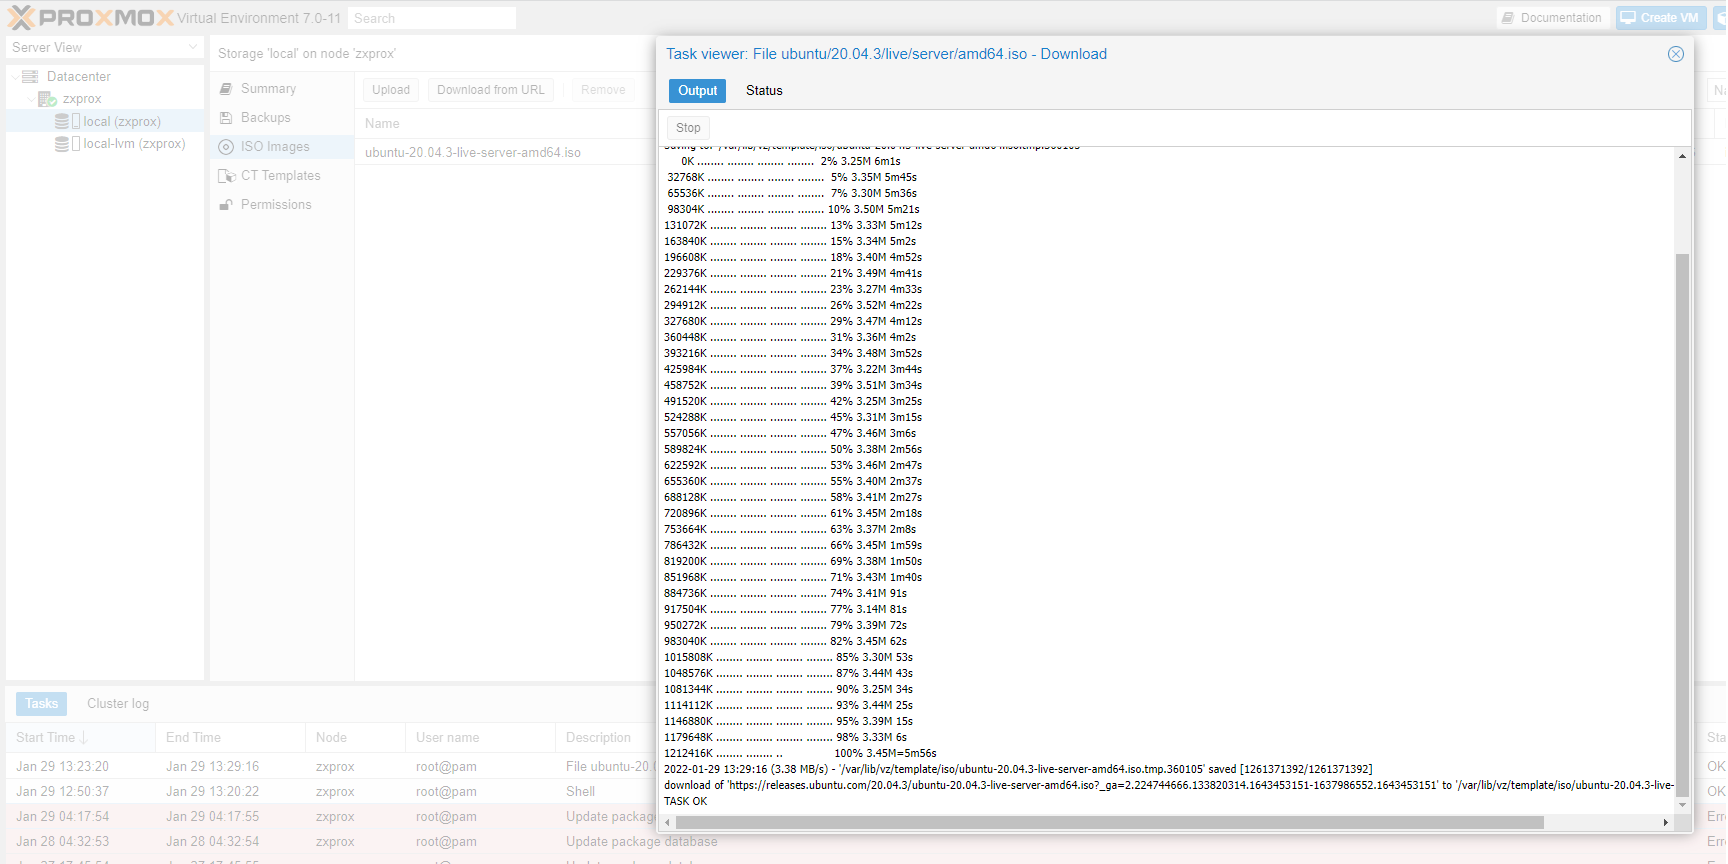 PROXMOX Virtual Environment 7.0-11 Search Documentation Create VM
Server View
Datacenter
zxprox
local (zxprox)
local-lvm (zxprox)
Storage 'local' on node 'zxprox'
Summary
Backups
ISO Images
CT Templates
Permissions
Upload Download from URL Remove
Name
ubuntu-20.04.3-live-server-amd64.iso
Task viewer: File ubuntu/20.04.3/live/server/amd64.iso - Download
Output Status
Stop
0K ........ ........ ........ ........ 2% 3.25M 6m1s
32768K ........ ........ ........ ........ 5% 3.35M 5m45s
65536K ........ ........ ........ ........ 7% 3.30M 5m36s
98304K ........ ........ ........ ........ 10% 3.50M 5m21s
131072K ........ ........ ........ ........ 13% 3.33M 5m12s
163840K ........ ........ ........ ........ 15% 3.34M 5m2s
196608K ........ ........ ........ ........ 18% 3.40M 4m52s
229376K ........ ........ ........ ........ 21% 3.49M 4m41s
262144K ........ ........ ........ ........ 23% 3.27M 4m33s
294912K ........ ........ ........ ........ 26% 3.52M 4m22s
327680K ........ ........ ........ ........ 29% 3.47M 4m12s
360448K ........ ........ ........ ........ 31% 3.36M 4m2s
393216K ........ ........ ........ ........ 34% 3.48M 3m52s
425984K ........ ........ ........ ........ 37% 3.22M 3m44s
458752K ........ ........ ........ ........ 39% 3.51M 3m34s
491520K ........ ........ ........ ........ 42% 3.25M 3m25s
524288K ........ ........ ........ ........ 45% 3.31M 3m15s
557056K ........ ........ ........ ........ 47% 3.46M 3m6s
589824K ........ ........ ........ ........ 50% 3.38M 2m56s
622592K ........ ........ ........ ........ 53% 3.46M 2m47s
655360K ........ ........ ........ ........ 55% 3.40M 2m37s
688128K ........ ........ ........ ........ 58% 3.41M 2m27s
720896K ........ ........ ........ ........ 61% 3.45M 2m18s
753664K ........ ........ ........ ........ 63% 3.37M 2m8s
786432K ........ ........ ........ ........ 66% 3.45M 1m59s
819200K ........ ........ ........ ........ 69% 3.38M 1m50s
851968K ........ ........ ........ ........ 71% 3.43M 1m40s
884736K ........ ........ ........ ........ 74% 3.41M 91s
917504K ........ ........ ........ ........ 77% 3.14M 81s
950272K ........ ........ ........ ........ 79% 3.39M 72s
983040K ........ ........ ........ ........ 82% 3.45M 62s
1015808K ........ ........ ........ ........ 85% 3.30M 53s
1048576K ........ ........ ........ ........ 87% 3.44M 43s
1081344K ........ ........ ........ ........ 90% 3.25M 34s
1114112K ........ ........ ........ ........ 93% 3.44M 25s
1146880K ........ ........ ........ ........ 95% 3.39M 15s
1179648K ........ ........ ........ ........ 98% 3.33M 6s
1212416K ........ ........ .. 100% 3.45M=5m56s
2022-01-29 13:29:16 (3.38 MB/s) - '/var/lib/vz/template/iso/ubuntu-20.04.3-live-server-amd64.iso.tmp.360105' saved [1261371392/1261371392]
download of 'https://releases.ubuntu.com/20.04.3/ubuntu-20.04.3-live-server-amd64.iso?_ga=2.224744666.133820314.1643453151-1637986552.1643453151' to '/var/lib/vz/template/iso/ubuntu-20.04.3-live-
TASK OK
Tasks Cluster log
Start Time End Time Node User name Description
Jan 29 13:23:20 Jan 29 13:29:16 zxprox root@pam File ubuntu-20.0 OK
Jan 29 12:50:37 Jan 29 13:20:22 zxprox root@pam Shell OK
Jan 29 04:17:54 Jan 29 04:17:55 zxprox root@pam Update package
Jan 28 04:32:53 Jan 28 04:32:54 zxprox root@pam Update package database